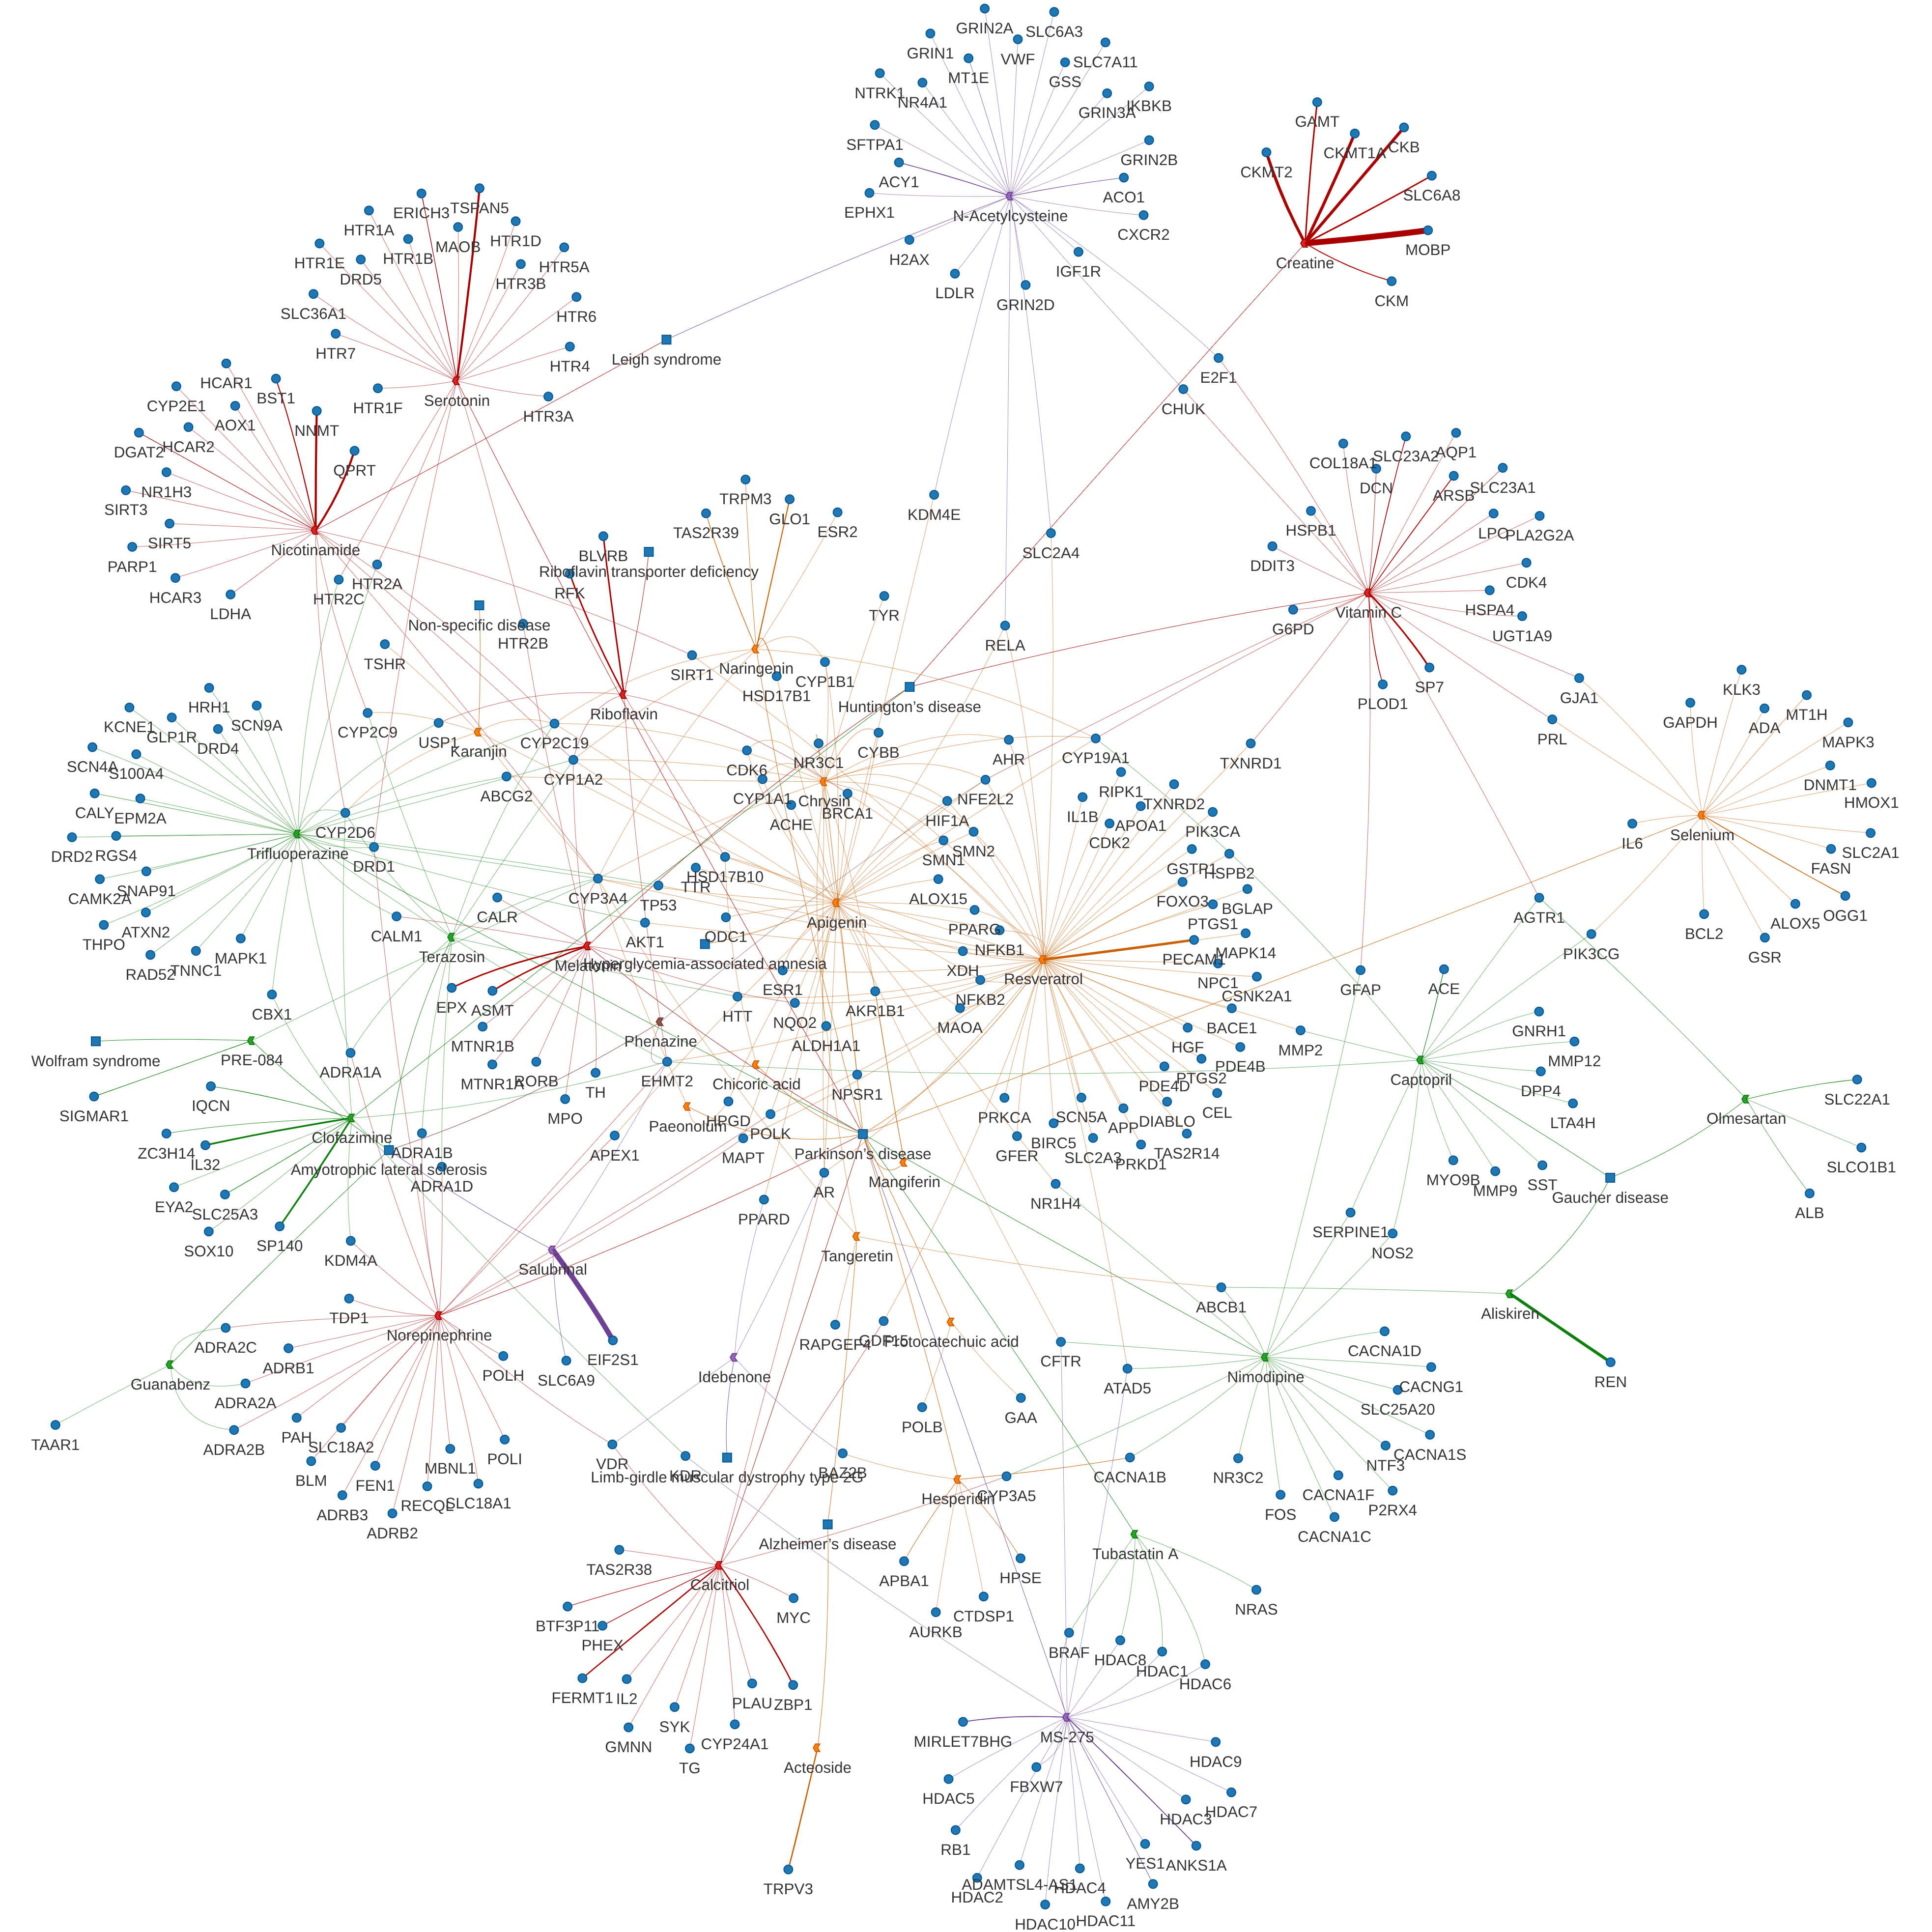 GRIN2A
SLC6A3
GRIN1
VWF
SLC7A11
MT1E
GSS
NTRK1
NR4A1
GRIN3A
IKBKB
GAMT
SFTPA1
CKMT1A
CKB
GRIN2B
CKMT2
ACY1
ACO1
SLC6A8
EPHX1
N-Acetylcysteine
ERICH3
TSPAN5
HTR1A
CXCR2
HTR1D
MAOB
MOBP
HTR1E
HTR1B
H2AX
Creatine
HTR5A
IGF1R
DRD5
HTR3B
LDLR
CKM
GRIN2D
SLC36A1
HTR6
HTR7
Leigh syndrome
HTR4
E2F1
HCAR1
BST1
Serotonin
CYP2E1
HTR1F
CHUK
HTR3A
AOX1
NNMT
DGAT2
HCAR2
QPRT
COL18A1
SLC23A2
AQP1
NR1H3
TRPM3
DCN
SLC23A1
ARSB
SIRT3
KDM4E
GLO1
TAS2R39
ESR2
HSPB1
LPO
PLA2G2A
SIRT5
Nicotinamide
SLC2A4
BLVRB
PARP1
DDIT3
Riboflavin transporter deficiency
HTR2A
CDK4
RFK
HCAR3
HTR2C
LDHA
Vitamin C
HSPA4
TYR
Non-specific disease
G6PD
UGT1A9
HTR2B
RELA
TSHR
Naringenin
SIRT1
CYP1B1
HSD17B1
SP7
GJA1
PLOD1
Huntington's disease
HRH1
KLK3
Riboflavin
MT1H
GAPDH
ADA
KCNE1
SCN9A
GLP1R
CYP2C9
PRL
DRD4
USP1
CYP2C19
MAPK3
Karanjin
CYBB
CYP19A1
AHR
NR3C1
TXNRD1
SCN4A
S100A4
CDK6
CYP1A2
DNMT1
RIPK1
ABCG2
CYP1A1
Chrysin
NFE2L2
HMOX1
TXNRD2
CALY
EPM2A
BRCA1
IL1B
HIF1A
ACHE
APOA1
CYP2D6
PIK3CA
Selenium
CDK2
IL6
DRD2
RGS4
Trifluoperazine
SLC2A1
DRD1
SMN1
SMN2
GSTP1
HSPB2
FASN
HSD17B10
TTR
CAMK2A
SNAP91
CYP3A4
TP53
ALOX15
FOXO3
BGLAP
OGG1
CALR
AGTR1
ALOX5
Apigenin
PTGS1
ATXN2
PPARG
CALM1
ODC1
BCL2
THPO
AKT1
NFKB1
MAPK14
PIK3CG
Terazosin
PECAM1
GSR
MAPK1
Melatonin
Hyperglycemia-associated amnesia
XDH
RAD52
TNNC1
Resveratrol
NPC1
ESR1
GFAP
ACE
CSNK2A1
NFKB2
EPX
ASMT
CBX1
HTT
AKR1B1
NQO2
MAOA
BACE1
GNRH1
Phenazine
ALDH1A1
MTNR1B
HGF
MMP2
Wolfram syndrome
PRE-084
MMP12
PDE4B
ADRA1A
MTNR1A
RORB
TH
EHMT2
Chicoric acid
PTGS2
Captopril
PDE4D
NPSR1
DPP4
SIGMAR1
IQCN
CEL
MPO
Paeonolum
HPGD
PRKCA
SCN5A
APP
DIABLO
LTA4H
Olmesartan
SLC22A1
POLK
Clofazimine
BIRC5
ZC3H14
ADRA1B
Parkinson's disease
TAS2R14
APEX1
MAPT
GFER
SLC2A3
IL32
PRKD1
Amyotrophic lateral sclerosis
SLCO1B1
Mangiferin
MYO9B
ADRA1D
SST
MMP9
Gaucher disease
AR
NR1H4
EYA2
SLC25A3
ALB
PPARD
SERPINE1
SP140
SOX10
NOS2
Tangeretin
KDM4A
Salubrinal
ABCB1
Aliskiren
TDP1
Norepinephrine
GDF15
Protocatechuic acid
RAPGEF4
ADRA2C
CACNA1D
EIF2S1
CFTR
ADRB1
POLH
Idebenone
Nimodipine
SLC6A9
REN
Guanabenz
CACNG1
ATAD5
ADRA2A
SLC25A20
GAA
POLB
PAH
TAAR1
SLC18A2
ADRA2B
CACNA1S
POLI
VDR
NTF3
MBNL1
BAZ2B
KDR
Limb-girdle muscular dystrophy type 2G
CACNA1B
NR3C2
BLM
FEN1
CACNA1F
CYP3A5
Hesperidin
RECQL
SLC18A1
P2RX4
ADRB3
FOS
ADRB2
CACNA1C
Alzheimer's disease
Tubastatin A
TAS2R38
HPSE
APBA1
Calcitriol
NRAS
CTDSP1
MYC
BTF3P11
AURKB
PHEX
BRAF
HDAC8
HDAC1
HDAC6
FERMT1
IL2
PLAU
ZBP1
SYK
MS-275
MIRLET7BHG
CYP24A1
GMNN
HDAC9
TG
Acteoside
FBXW7
HDAC5
HDAC7
HDAC3
RB1
YES1
ANKS1A
ADAMTSL4-AS1
HDAC4
TRPV3
HDAC2
AMY2B
HDAC10
HDAC11